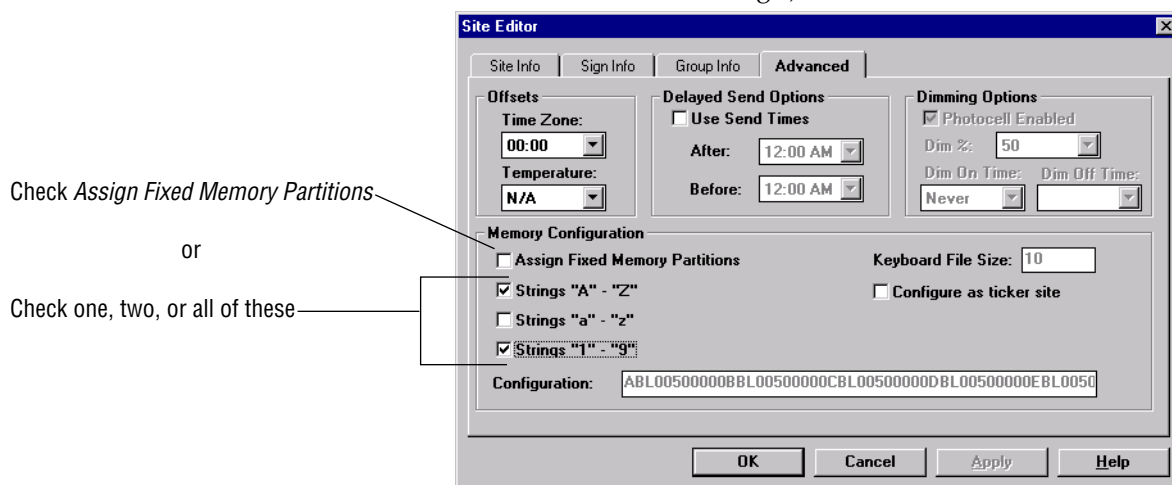 Site Editor
Site Info Sign Info Group Info Advanced
Offsets
Time Zone:
00:00
Temperature:
N/A
Delayed Send Options
Use Send Times
After: 12:00 AM
Before: 12:00 AM
Dimming Options
Photocell Enabled
Dim %: 50
Dim On Time: Dim Off Time:
Never
Check Assign Fixed Memory Partitions
or
Check one, two, or all of these
Memory Configuration
Assign Fixed Memory Partitions
Keyboard File Size: 10
Strings "A" - "Z"
Configure as ticker site
Strings "a" - "z"
Strings "1" - "9"
Configuration: ABL00500000BBL00500000CBL00500000DBL00500000EBL0050
OK Cancel Apply Help